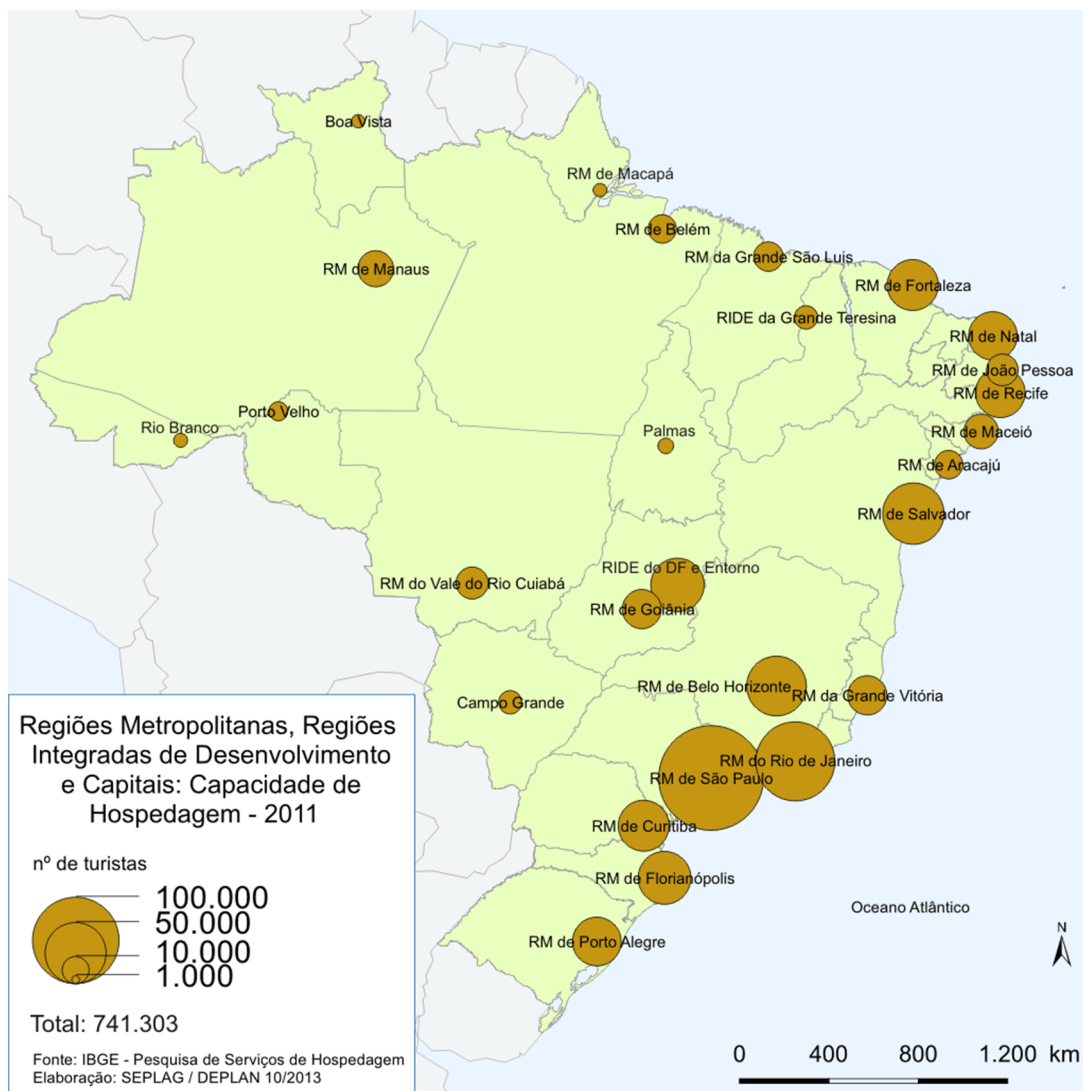 Boa Vista
RM de Macapá
RM de Belém
RM da Grande São Luis
RM de Manaus
RM de Fortaleza
RIDE da Grande Teresina
RM de Natal
RM de João Pessoa
RM de Recife
Porto Velho
Rio Branco
Palmas
RM de Maceió
RM de Aracajú
RM de Salvador
RIDE do DF e Entorno
RM do Vale do Rio Cuiabá
RM de Goiânia
RM de Belo Horizonte
RM da Grande Vitória
Campo Grande
RM do Rio de Janeiro
RM de São Paulo
RM de Curitiba
RM de Florianópolis
RM de Porto Alegre
Oceano Atlântico
N
0 400 800 1.200 km
Regiões Metropolitanas, Regiões
Integradas de Desenvolvimento
e Capitais: Capacidade de
Hospedagem - 2011
nº de turistas
100.000
50.000
10.000
1.000
Total: 741.303
Fonte: IBGE - Pesquisa de Serviços de Hospedagem
Elaboração: SEPLAG / DEPLAN 10/2013